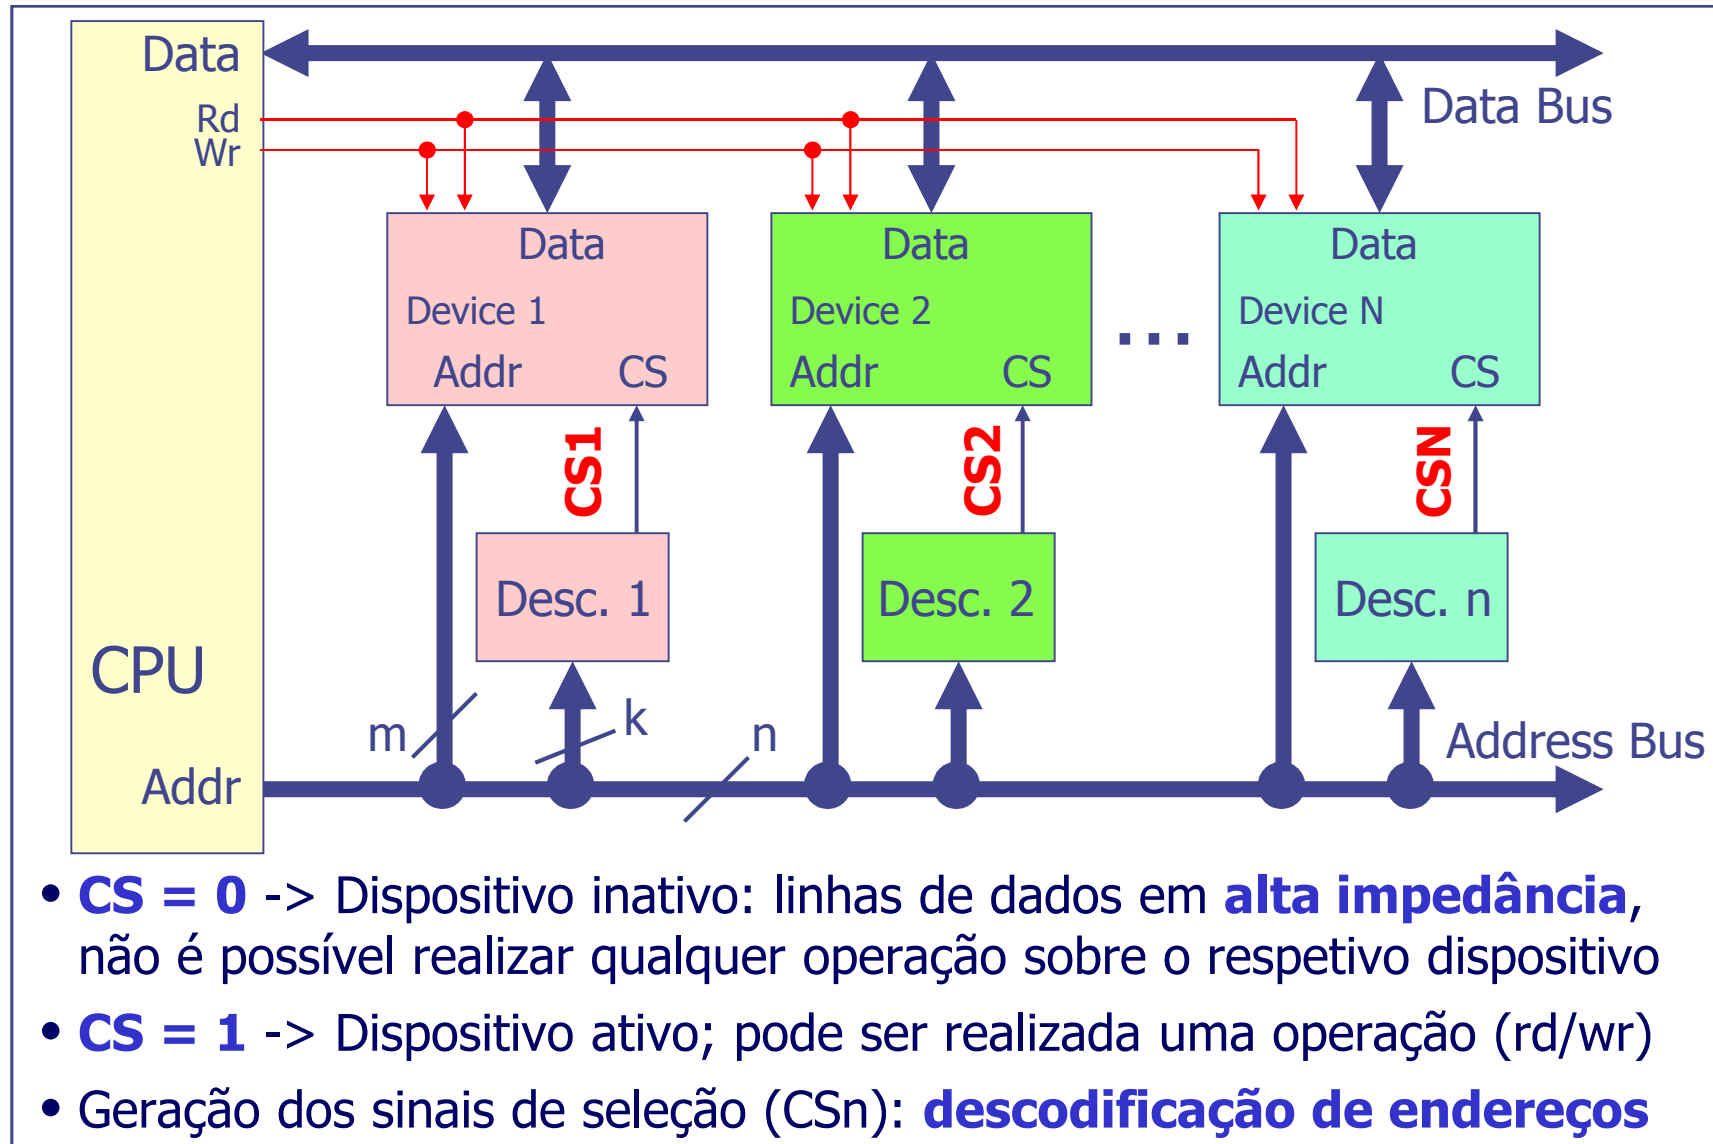 Data
Rd
Wr
Data Bus
Data
Device 1
Addr CS
Data
Device 2
Addr CS
...
Data
Device N
Addr CS
CS1
CS2
CSN
Desc. 1
Desc. 2
Desc. n
CPU
m
k
n
Address Bus
Addr
• CS = 0 -> Dispositivo inativo: linhas de dados em alta impedância,
não é possível realizar qualquer operação sobre o respetivo dispositivo
• CS = 1 -> Dispositivo ativo; pode ser realizada uma operação (rd/wr)
• Geração dos sinais de seleção (CSn): descodificação de endereços